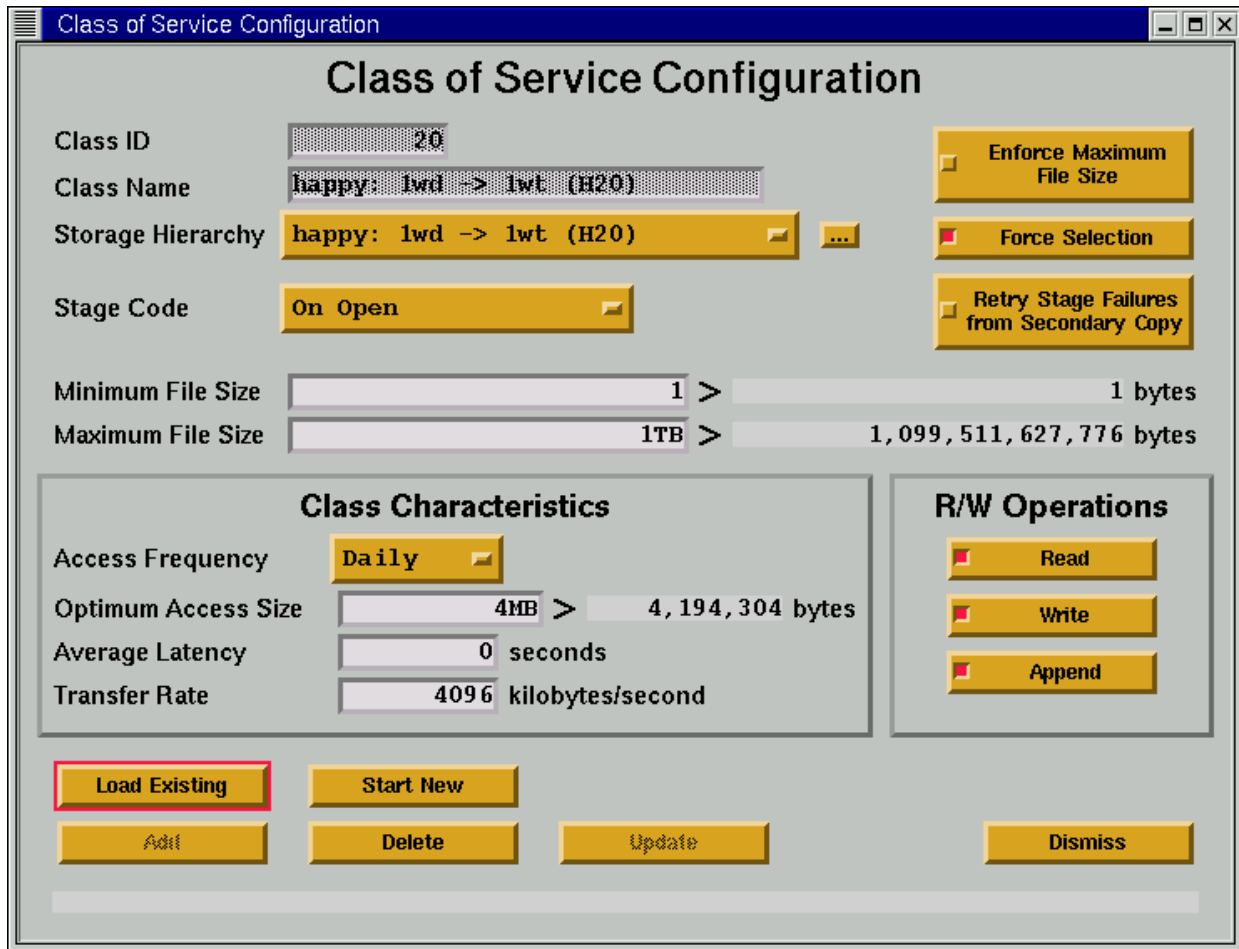 Class of Service Configuration
Class of Service Configuration
Class ID 20
Enforce Maximum
File Size
Class Name happy: 1wd -> 1wt (H20)
Storage Hierarchy happy: 1wd -> 1wt (H20) ... Force Selection
Stage Code On Open
Retry Stage Failures
from Secondary Copy
Minimum File Size 1 > 1 bytes
Maximum File Size 1TB > 1,099,511,627,776 bytes
Class Characteristics
Access Frequency Daily
Optimum Access Size 4MB > 4,194,304 bytes
Average Latency 0 seconds
Transfer Rate 4096 kilobytes/second
R/W Operations
Read
Write
Append
Load Existing Start New
Add Delete Update Dismiss